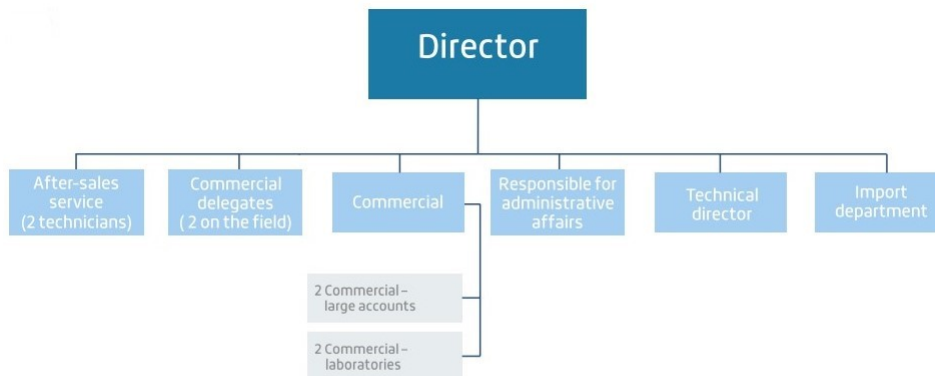 Director
After-sales
service
(2 technicians)
Commercial
delegates
( 2 on the field)
Commercial
Responsible for
administrative
affairs
Technical
director
Import
department
2 Commercial –
large accounts
2 Commercial –
laboratories